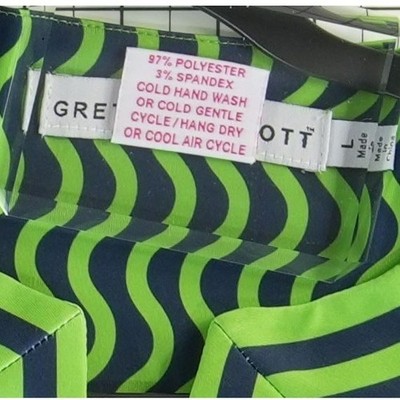 97% POLYESTER
3% SPANDEX
COLD HAND WASH
OR COLD GENTLE
CYCLE/HANG DRY
OR COOL AIR CYCLE
GRET
OTT
L
Made
in